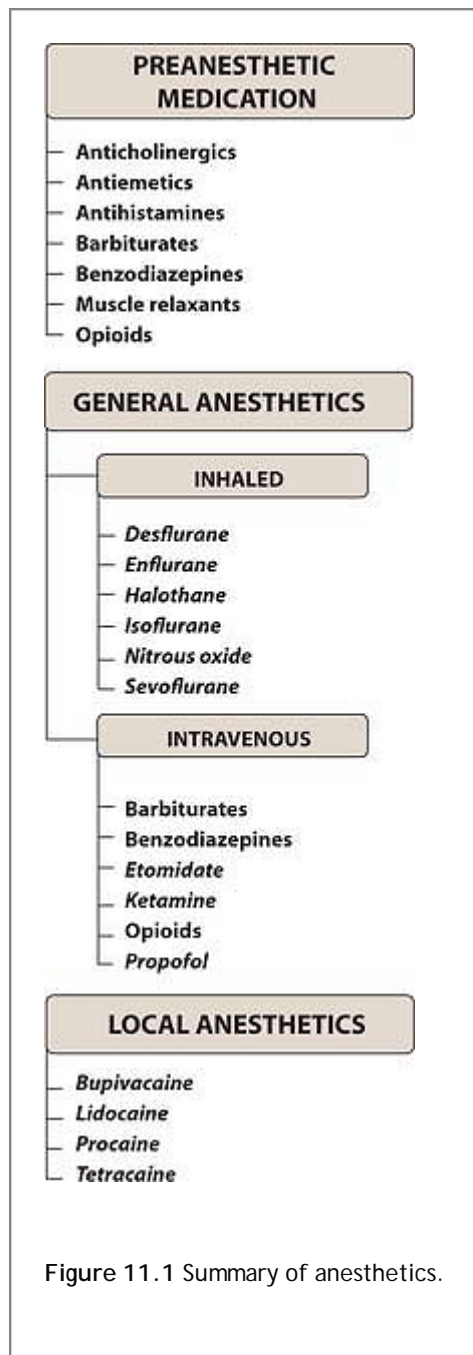 PREANESTHETIC
MEDICATION
Anticholinergics
Antiemetics
Antihistamines
Barbiturates
Benzodiazepines
Muscle relaxants
Opioids
GENERAL ANESTHETICS
INHALED
Desflurane
Enflurane
Halothane
Isoflurane
Nitrous oxide
Sevoflurane
INTRAVENOUS
Barbiturates
Benzodiazepines
Etomidate
Ketamine
Opioids
Propofol
LOCAL ANESTHETICS
Bupivacaine
Lidocaine
Procaine
Tetracaine
Figure 11.1 Summary of anesthetics.